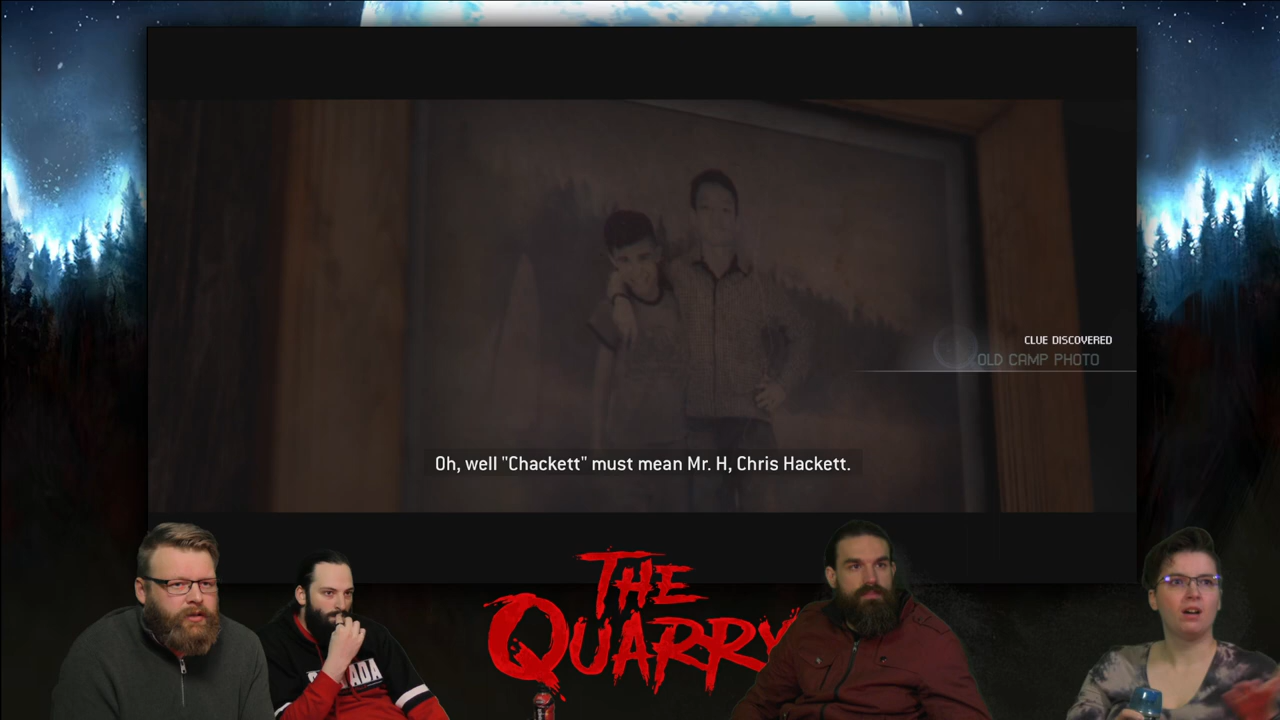 CLUE DISCOVERED
OLD CAMP PHOTO
Oh, well "Chackett" must mean Mr. H, Chris Hackett.
THE
QUARRY